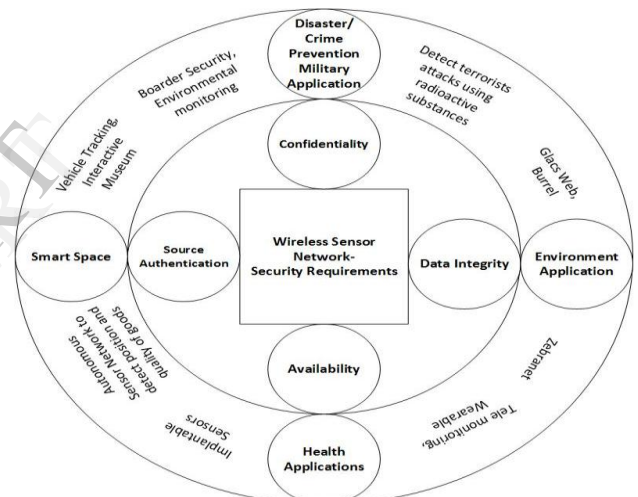 Disaster/
Crime
Prevention
Military
Application
Boarder Security,
Environmental
monitoring
Detect terrorists
attacks using
radioactive
substances
Vehicle Tracking,
Interactive
Museum
Confidentiality
Glacs Web,
Burrel
Smart Space
Source
Authentication
Wireless Sensor
Network-
Security Requirements
Data Integrity
Environment
Application
Autonomous
Sensor Network to
detect position and
quality of goods
Availability
Zebranet
Implantable
Sensors
Tele monitoring,
Wearable
Health
Applications